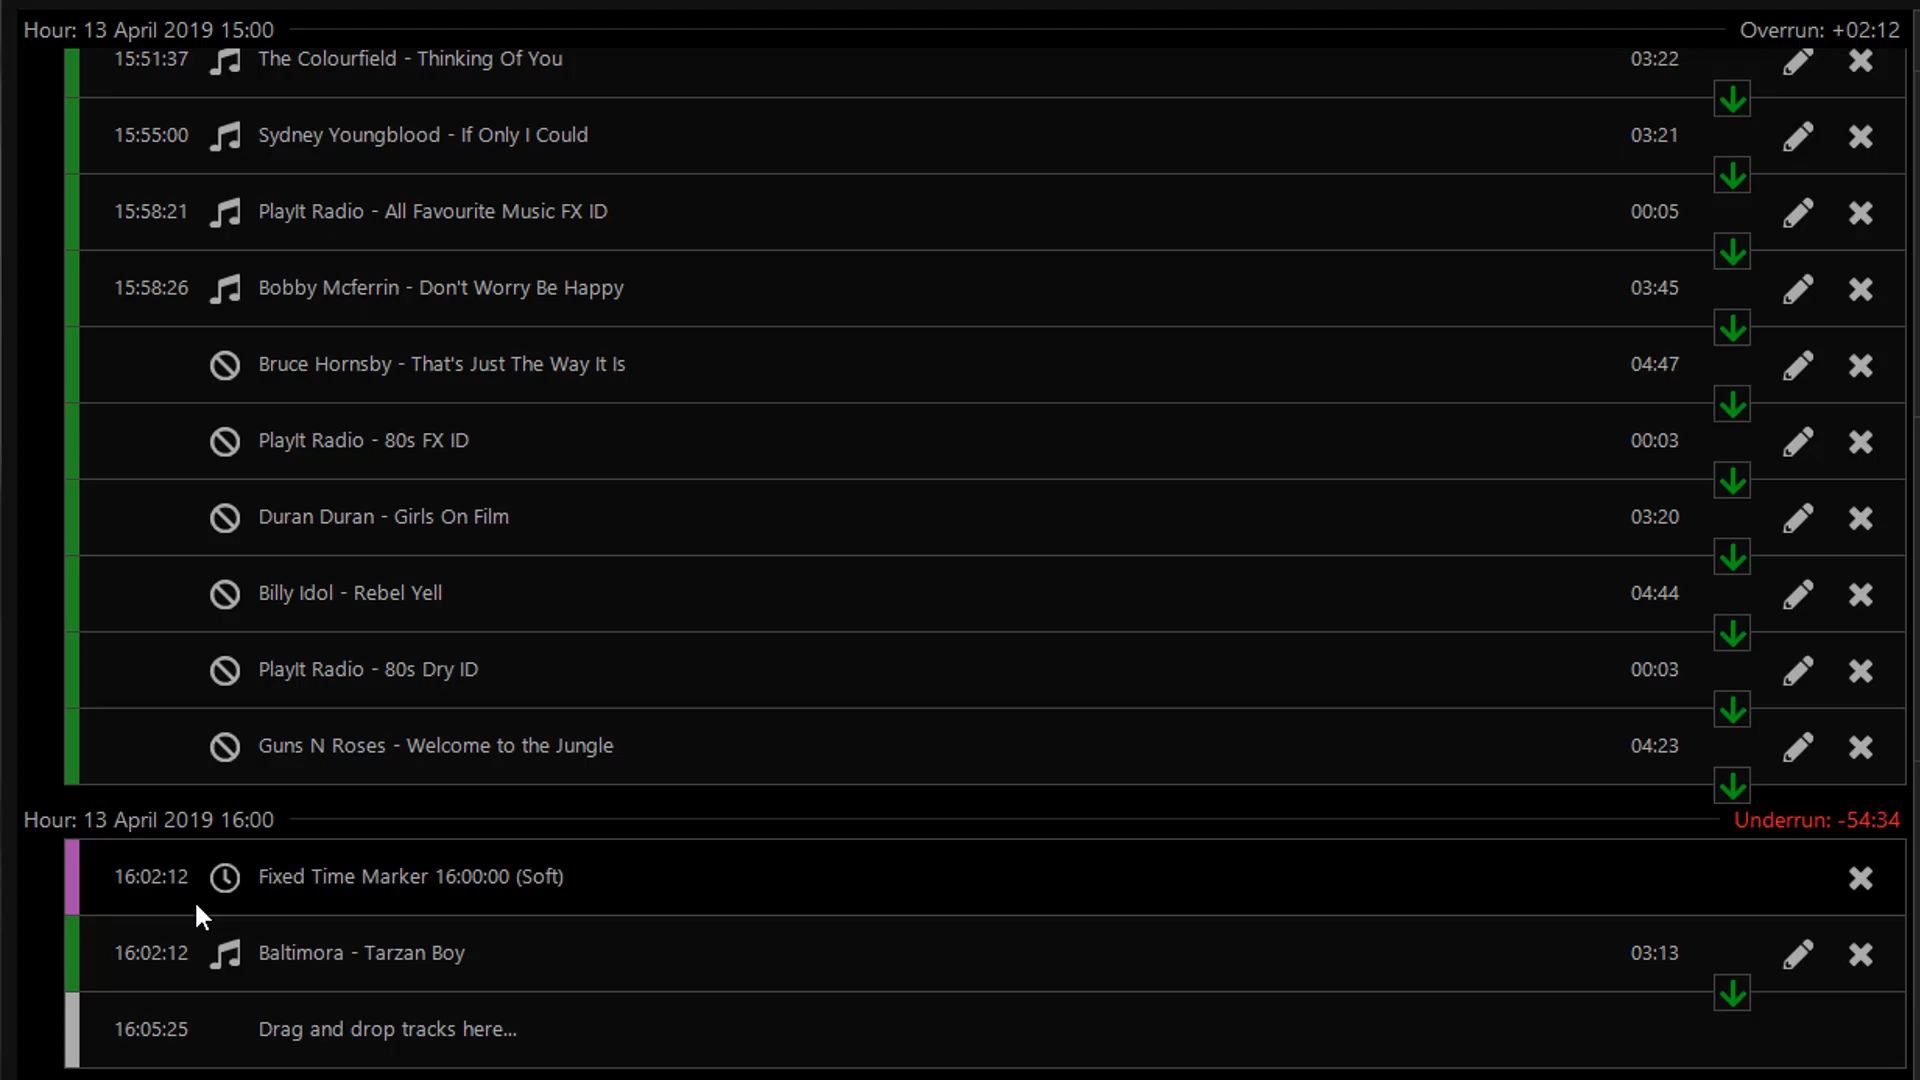 Hour: 13 April 2019 15:00 Overrun: +02:12
15:51:37 The Colourfield - Thinking Of You 03:22
15:55:00 Sydney Youngblood - If Only I Could 03:21
15:58:21 PlayIt Radio - All Favourite Music FX ID 00:05
15:58:26 Bobby Mcferrin - Don't Worry Be Happy 03:45
Bruce Hornsby - That's Just The Way It Is 04:47
PlayIt Radio - 80s FX ID 00:03
Duran Duran - Girls On Film 03:20
Billy Idol - Rebel Yell 04:44
PlayIt Radio - 80s Dry ID 00:03
Guns N Roses - Welcome to the Jungle 04:23
Hour: 13 April 2019 16:00 Underrun: -54:34
16:02:12 Fixed Time Marker 16:00:00 (Soft)
16:02:12 Baltimora - Tarzan Boy 03:13
16:05:25 Drag and drop tracks here...